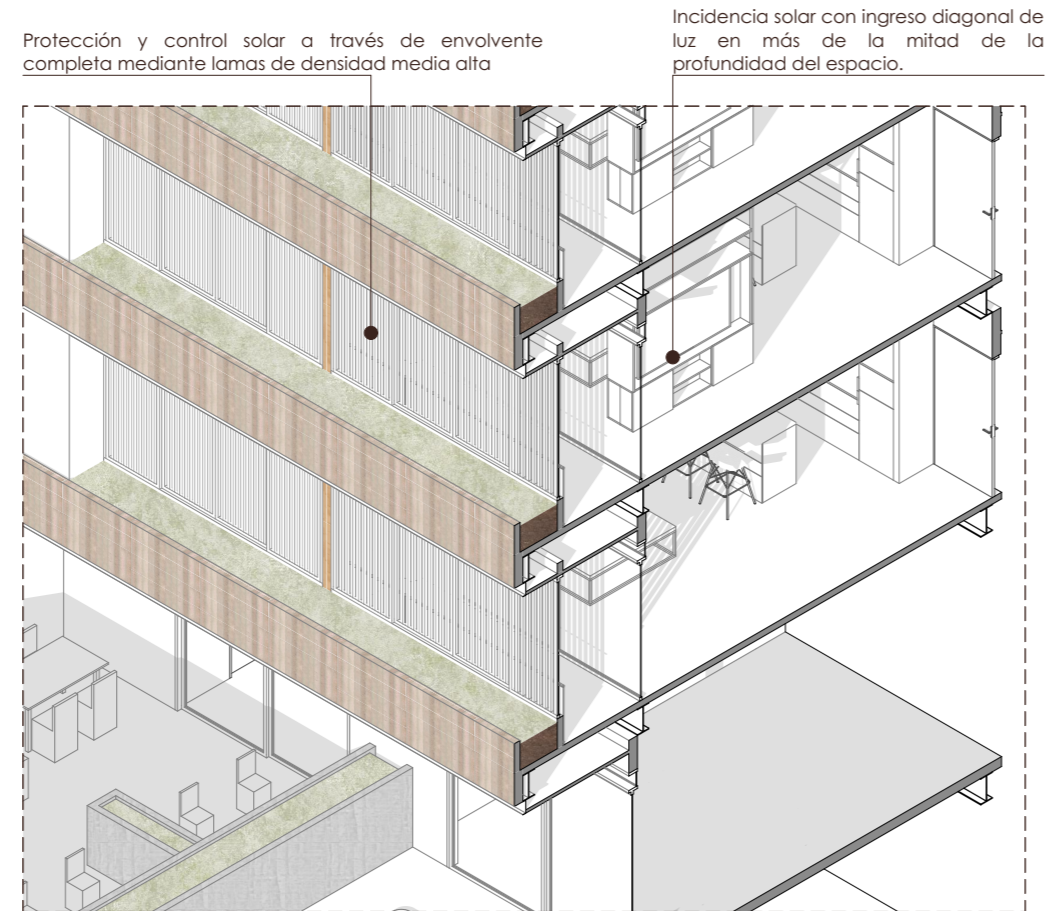 Protección y control solar a través de envolvente
completa mediante lamas de densidad media alta
Incidencia solar con ingreso diagonal de
luz en más de la mitad de la
profundidad del espacio.